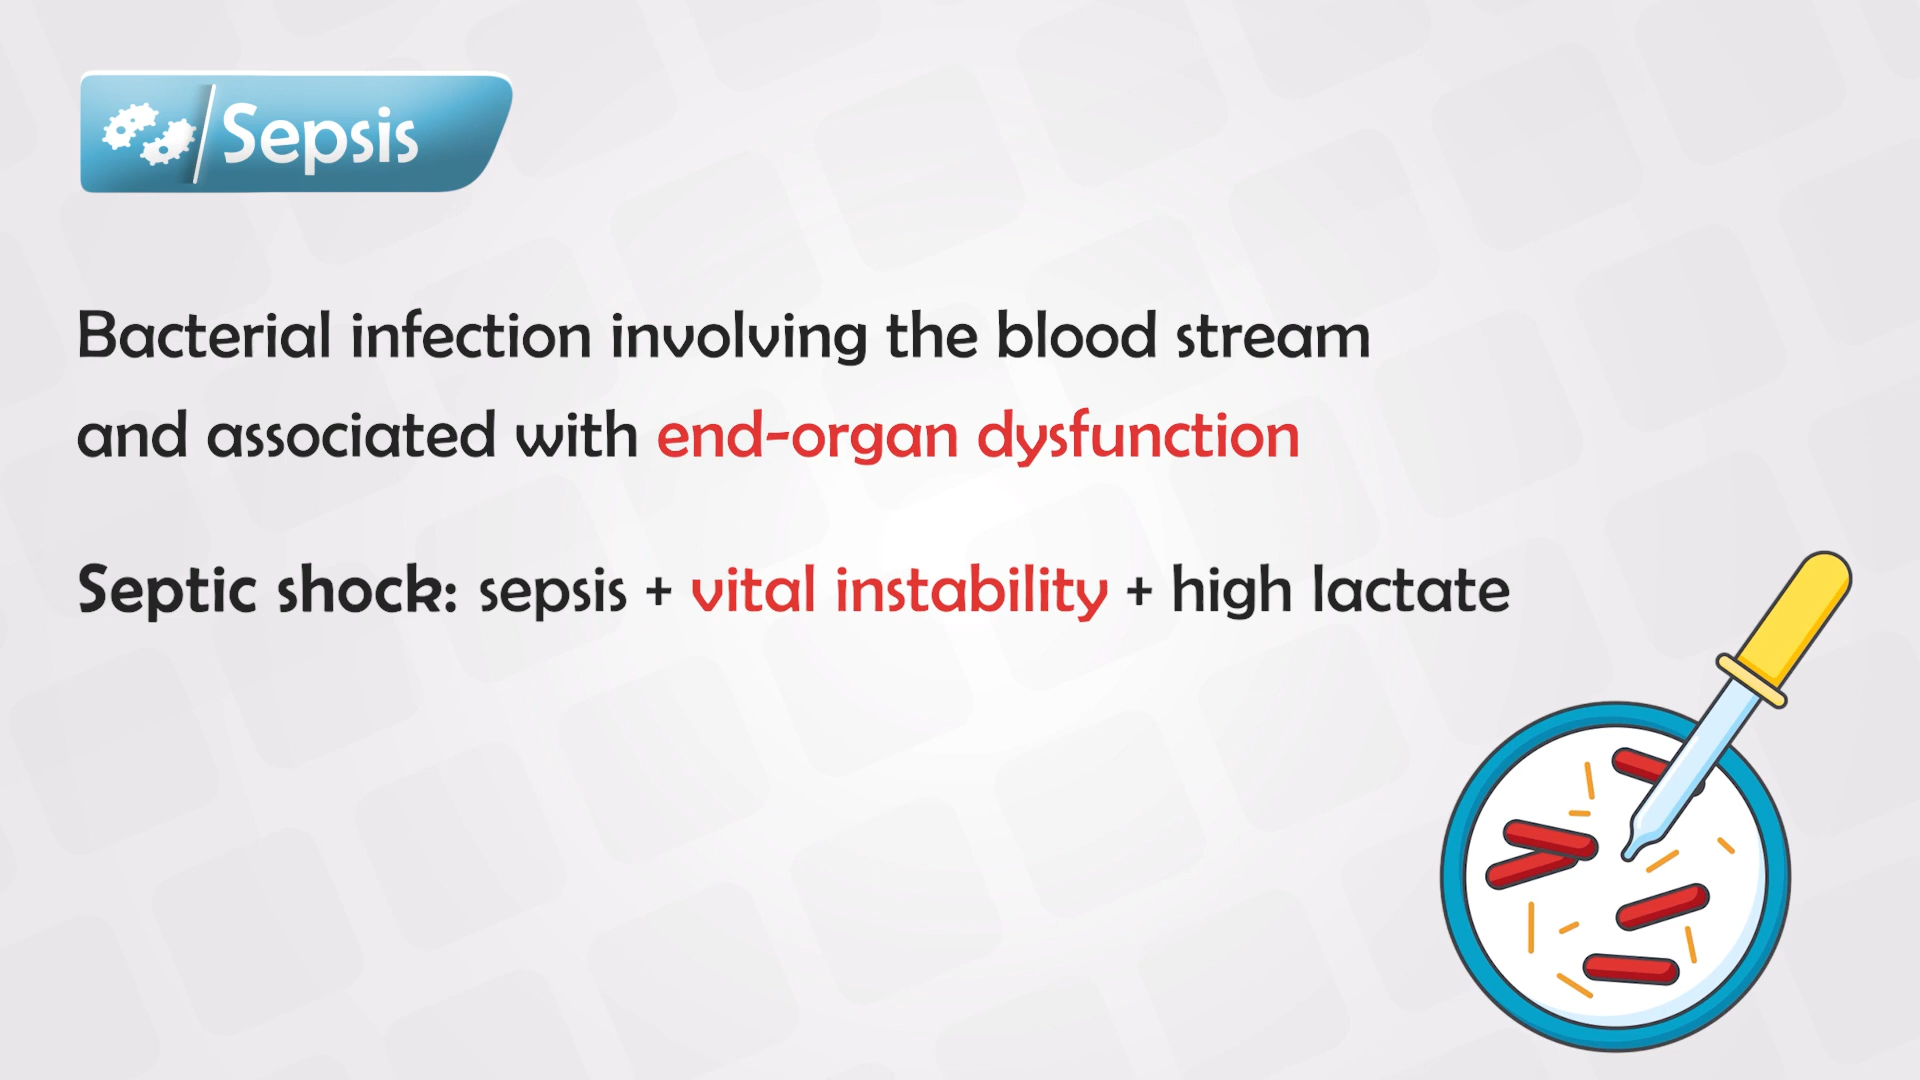 Sepsis
Bacterial infection involving the blood stream
and associated with end-organ dysfunction
Septic shock: sepsis + vital instability + high lactate